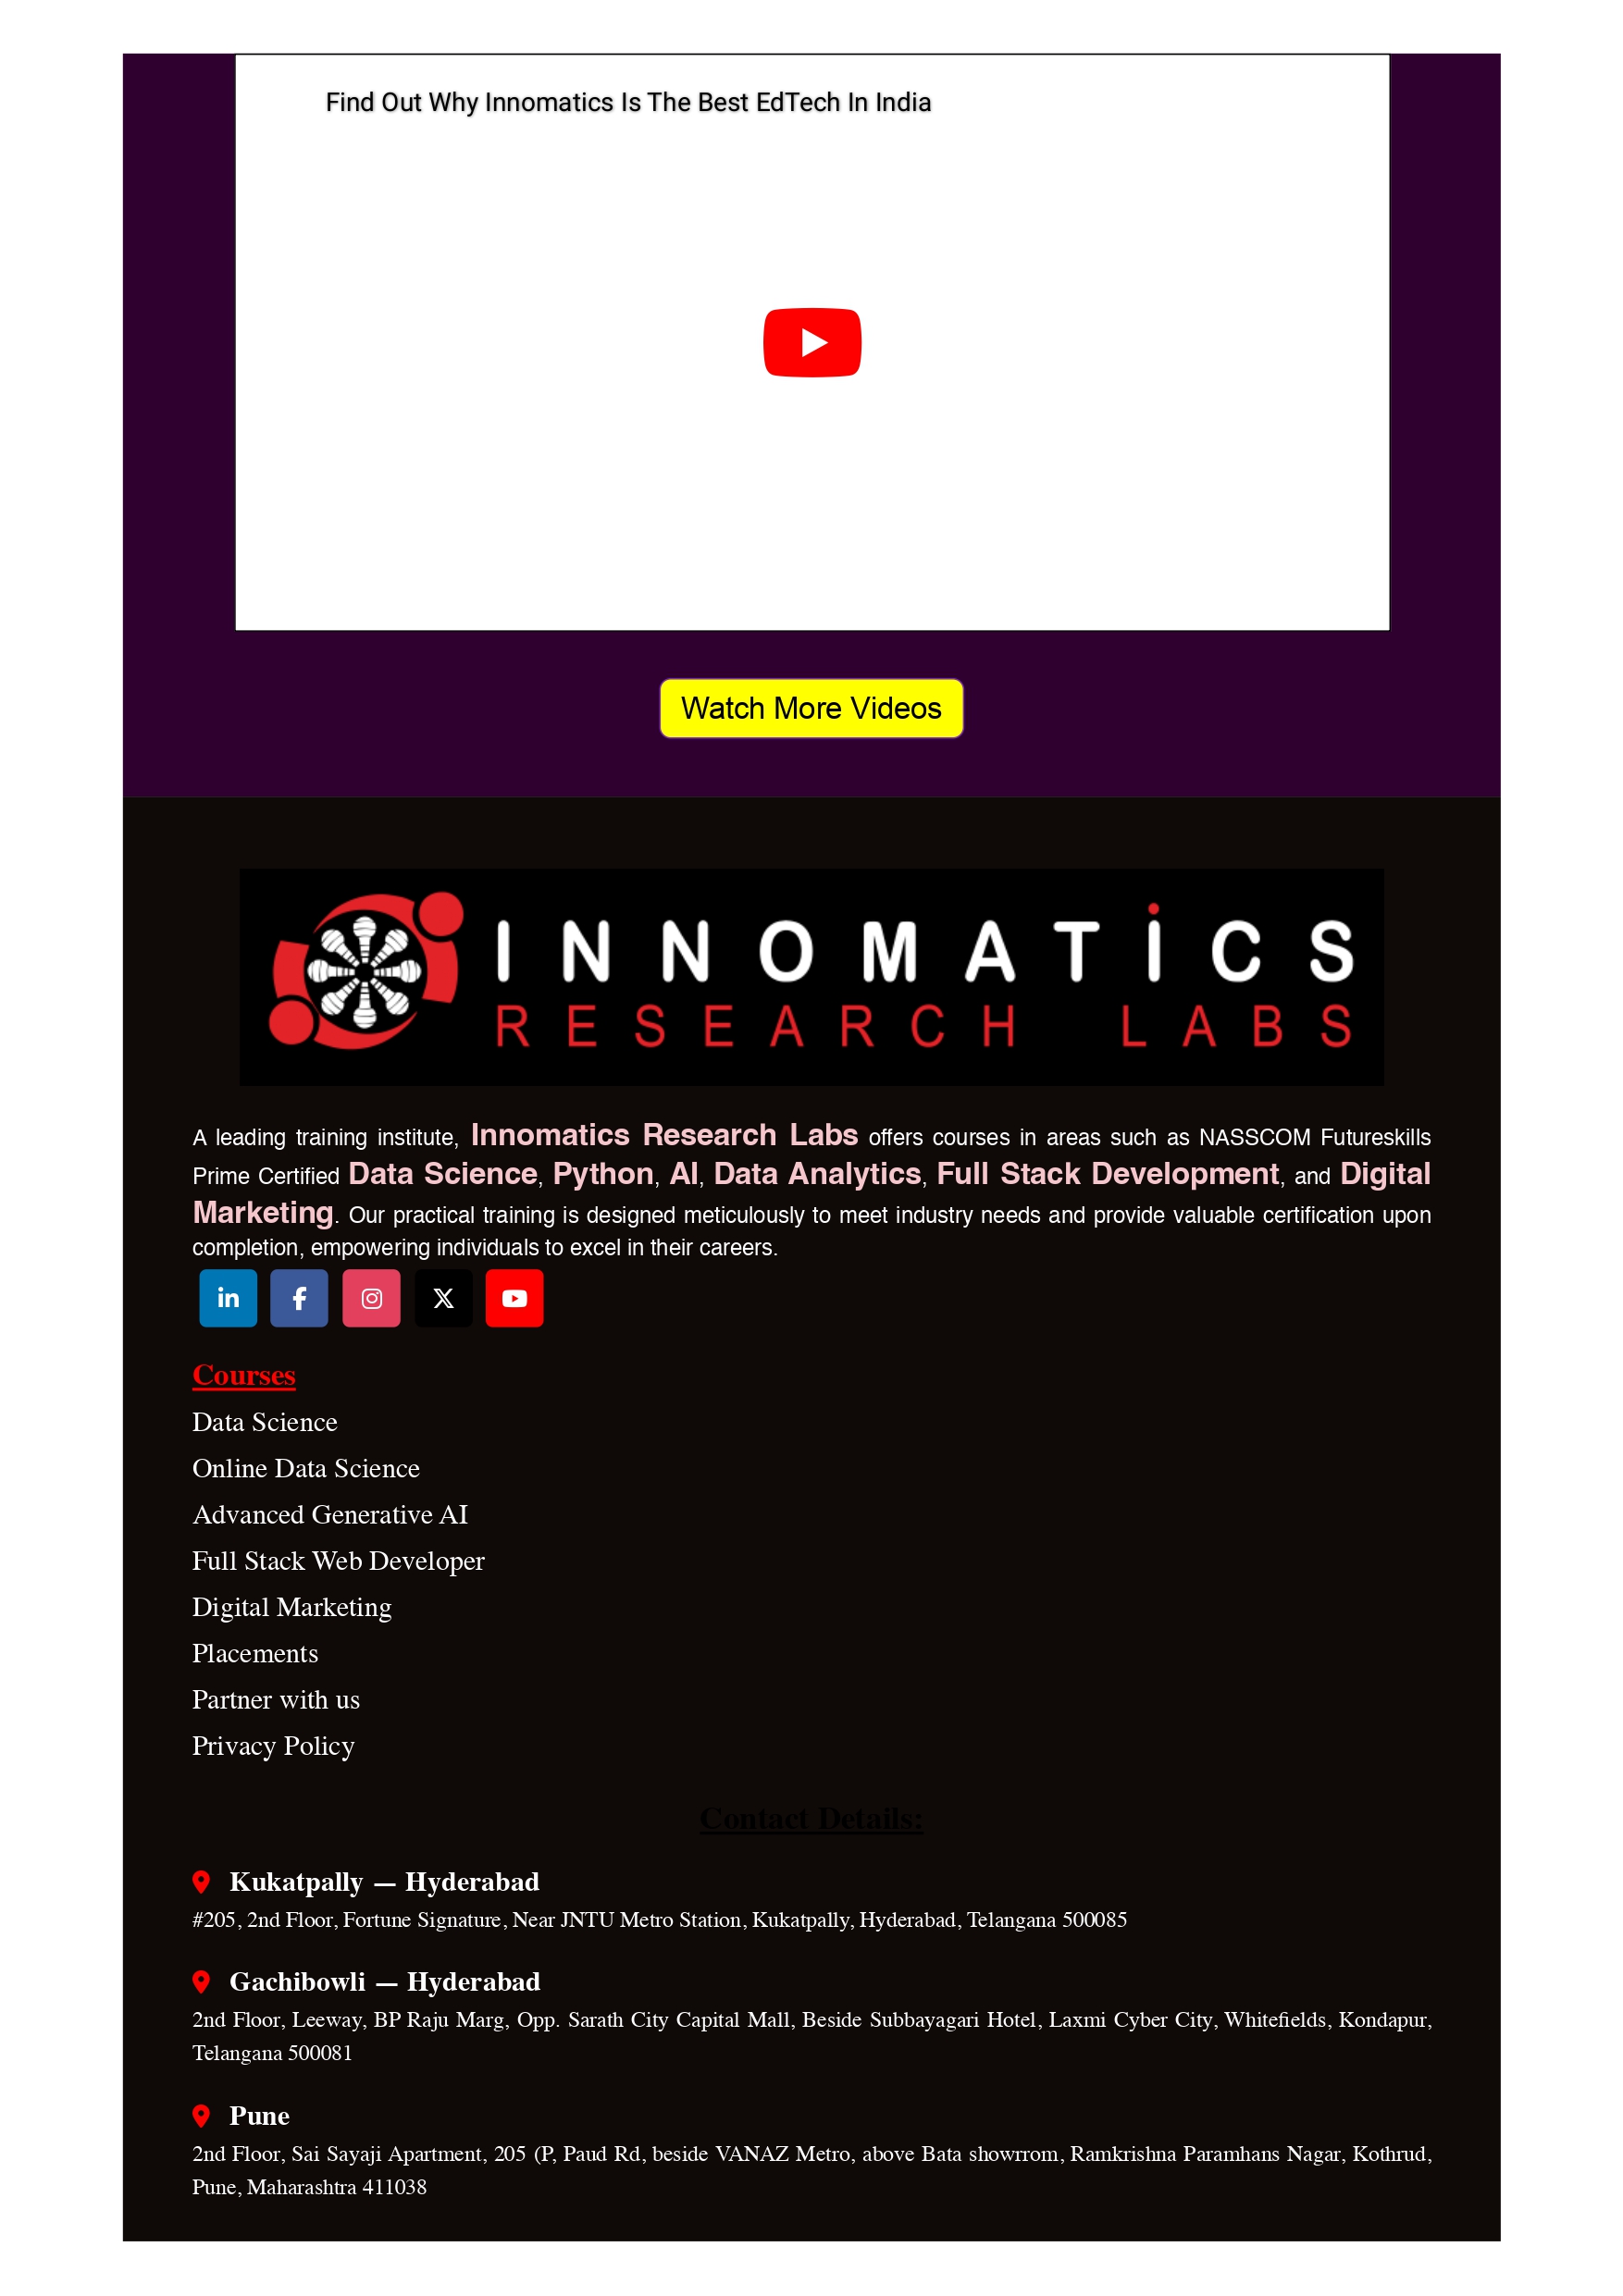 Find Out Why Innomatics Is The Best EdTech In India
Watch More Videos
INNOMATiCS
RESEARCH LABS
A leading training institute, Innomatics Research Labs offers courses in areas such as NASSCOM Futureskills
Prime Certified Data Science, Python, AI, Data Analytics, Full Stack Development, and Digital
Marketing. Our practical training is designed meticulously to meet industry needs and provide valuable certification upon
completion, empowering individuals to excel in their careers.
Courses
Data Science
Online Data Science
Advanced Generative AI
Full Stack Web Developer
Digital Marketing
Placements
Partner with us
Privacy Policy
Contact Details:
Kukatpally — Hyderabad
#205, 2nd Floor, Fortune Signature, Near JNTU Metro Station, Kukatpally, Hyderabad, Telangana 500085
Gachibowli — Hyderabad
2nd Floor, Leeway, BP Raju Marg, Opp. Sarath City Capital Mall, Beside Subbayagari Hotel, Laxmi Cyber City, Whitefields, Kondapur,
Telangana 500081
Pune
2nd Floor, Sai Sayaji Apartment, 205 (P, Paud Rd, beside VANAZ Metro, above Bata showrrom, Ramkrishna Paramhans Nagar, Kothrud,
Pune, Maharashtra 411038